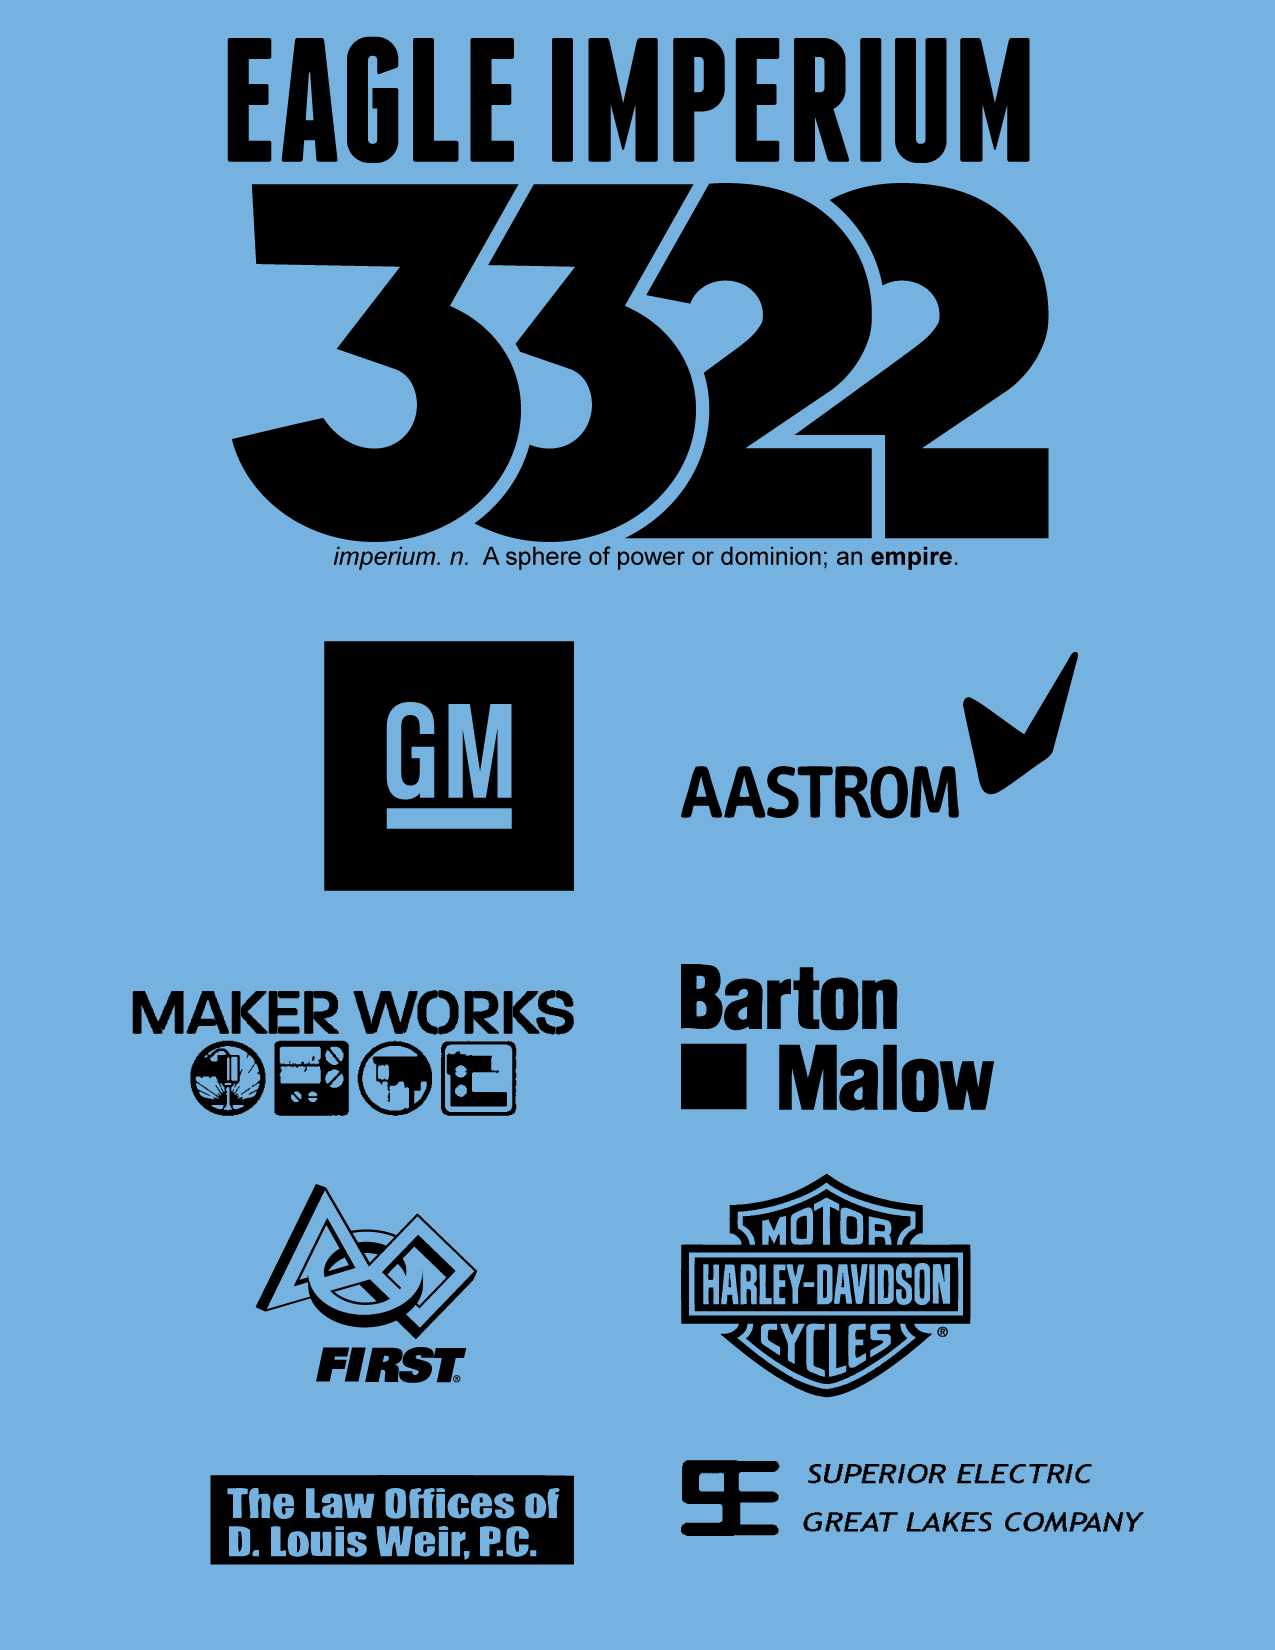 EAGLE IMPERIUM
3322
imperium. n. A sphere of power or dominion; an empire.
GM
AASTROM
MAKER WORKS
Barton
Malow
FIRST®
MOTOR
HARLEY-DAVIDSON
CYCLES ®
The Law Offices of
D. Louis Weir, P.C.
SE SUPERIOR ELECTRIC
GREAT LAKES COMPANY